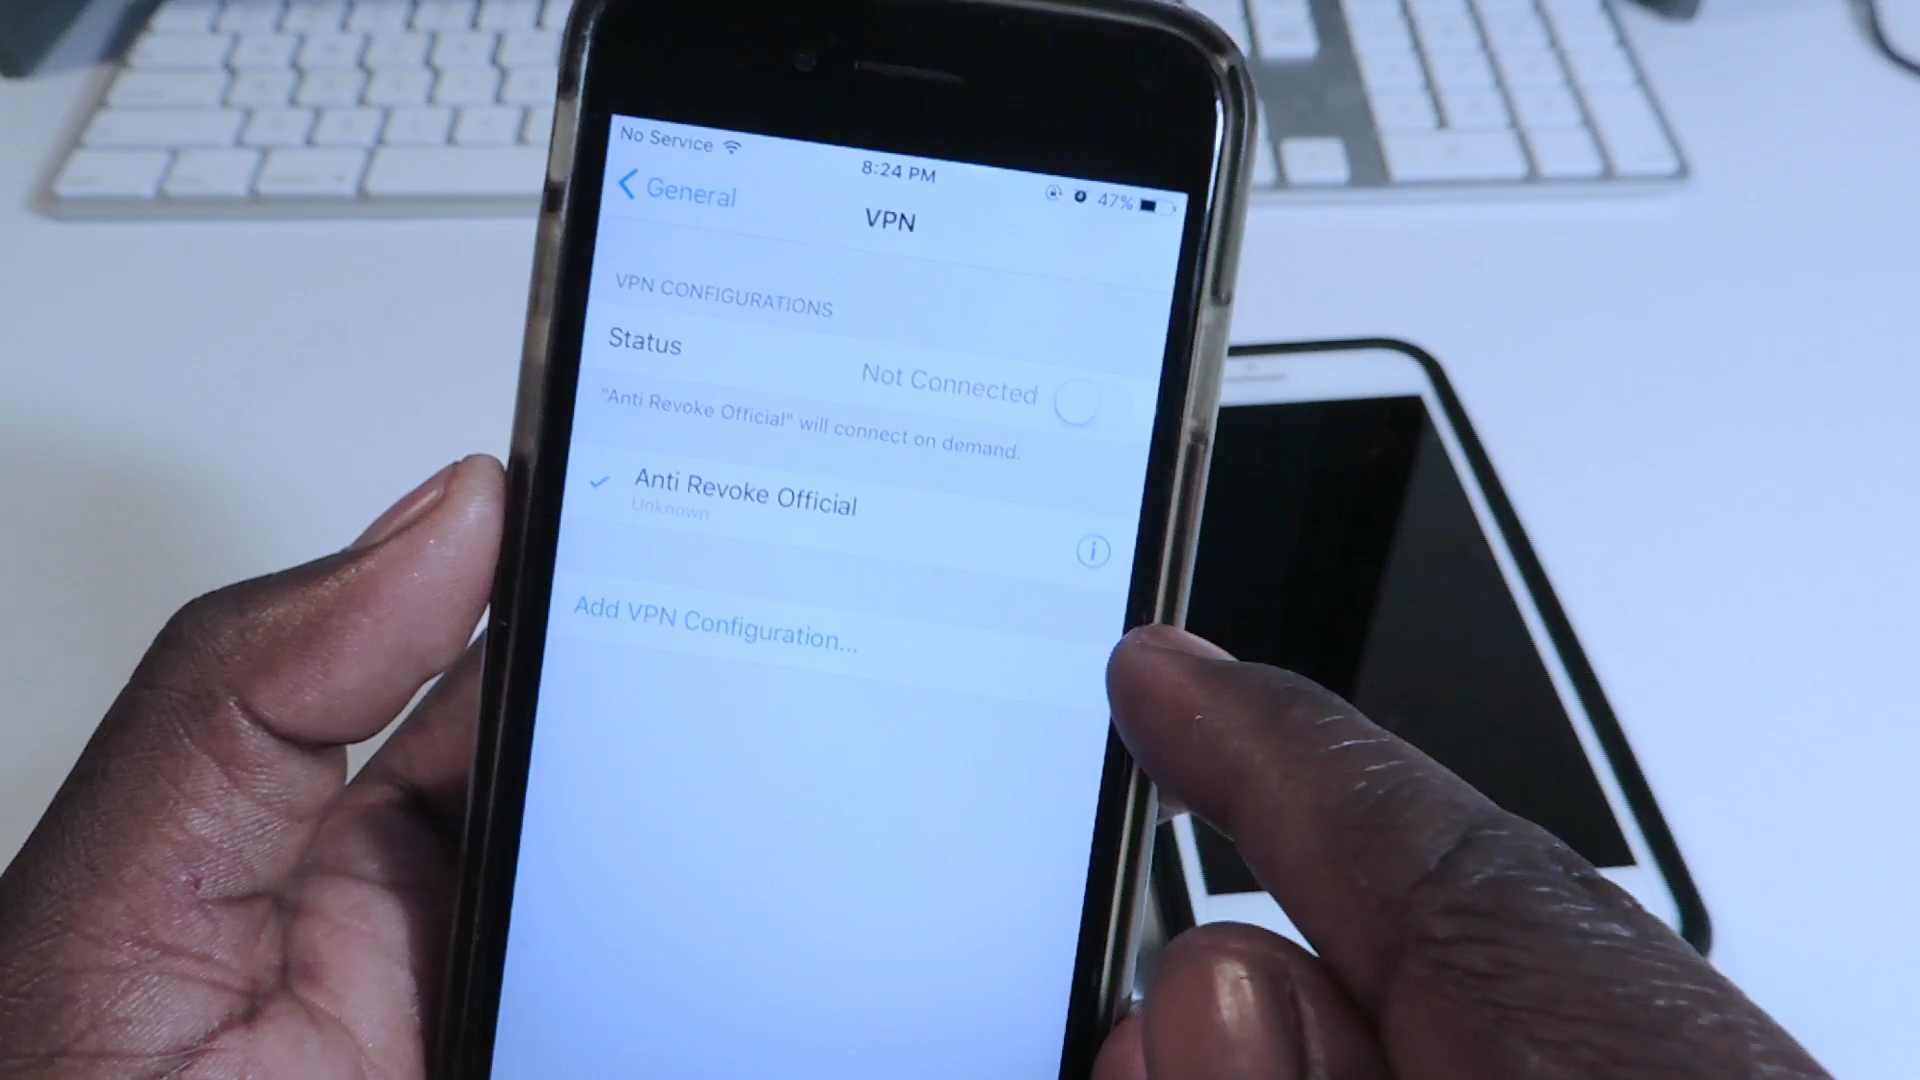 No Service
8:24 PM
47%
General
VPN
VPN CONFIGURATIONS
Status
Not Connected
"Anti Revoke Official" will connect on demand.
Anti Revoke Official
Unknown
Add VPN Configuration...